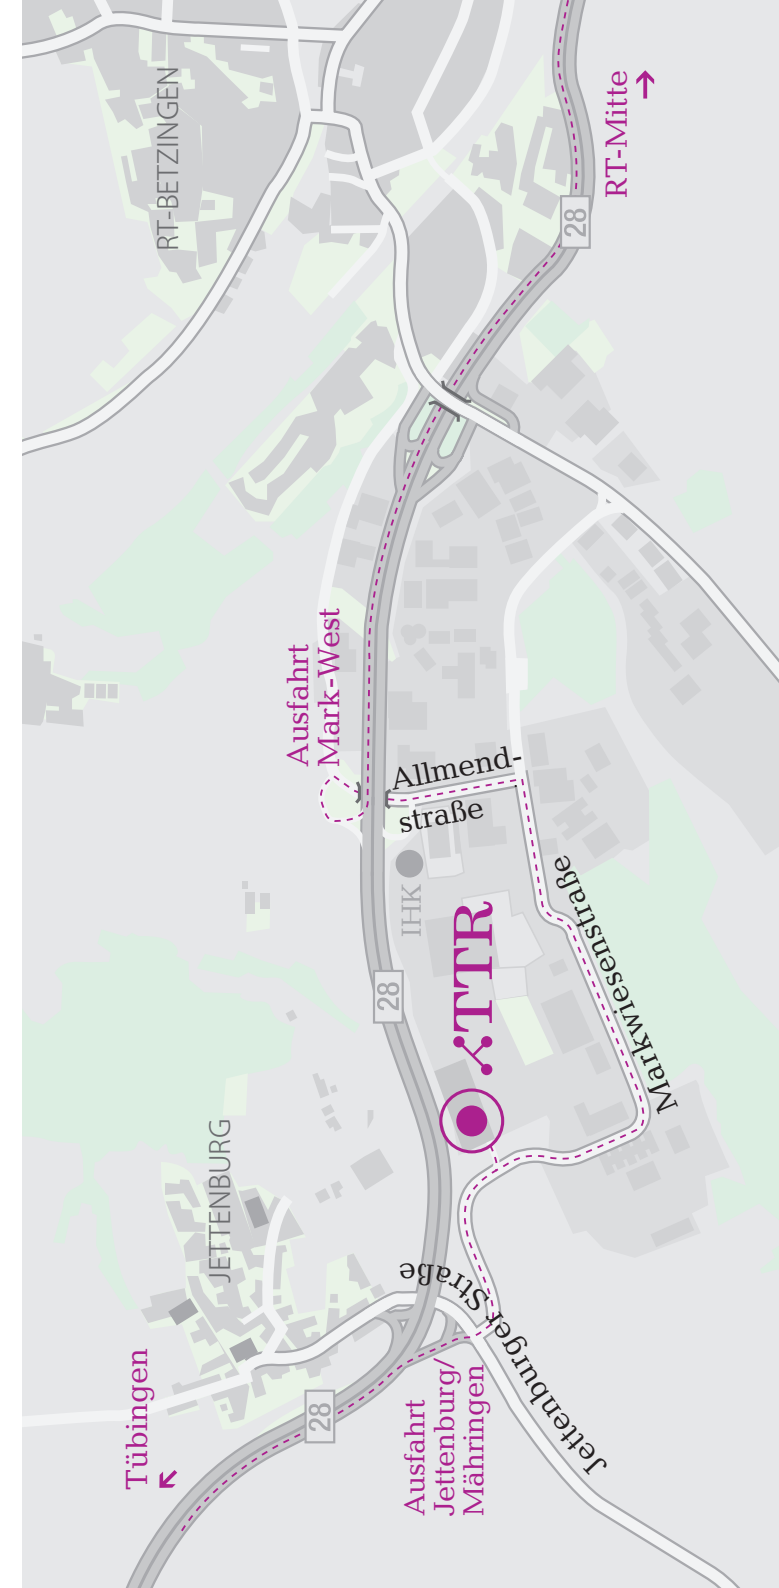 RT-BETZINGEN
RT-Mitte
28
Ausfahrt
Mark-West
Allmend-
straße
IHK
TTR
Markwiesenstraße
28
JETTENBURG
Jettenburger Straße
Tübingen
28
Ausfahrt
Jettenburg/
Mähringen